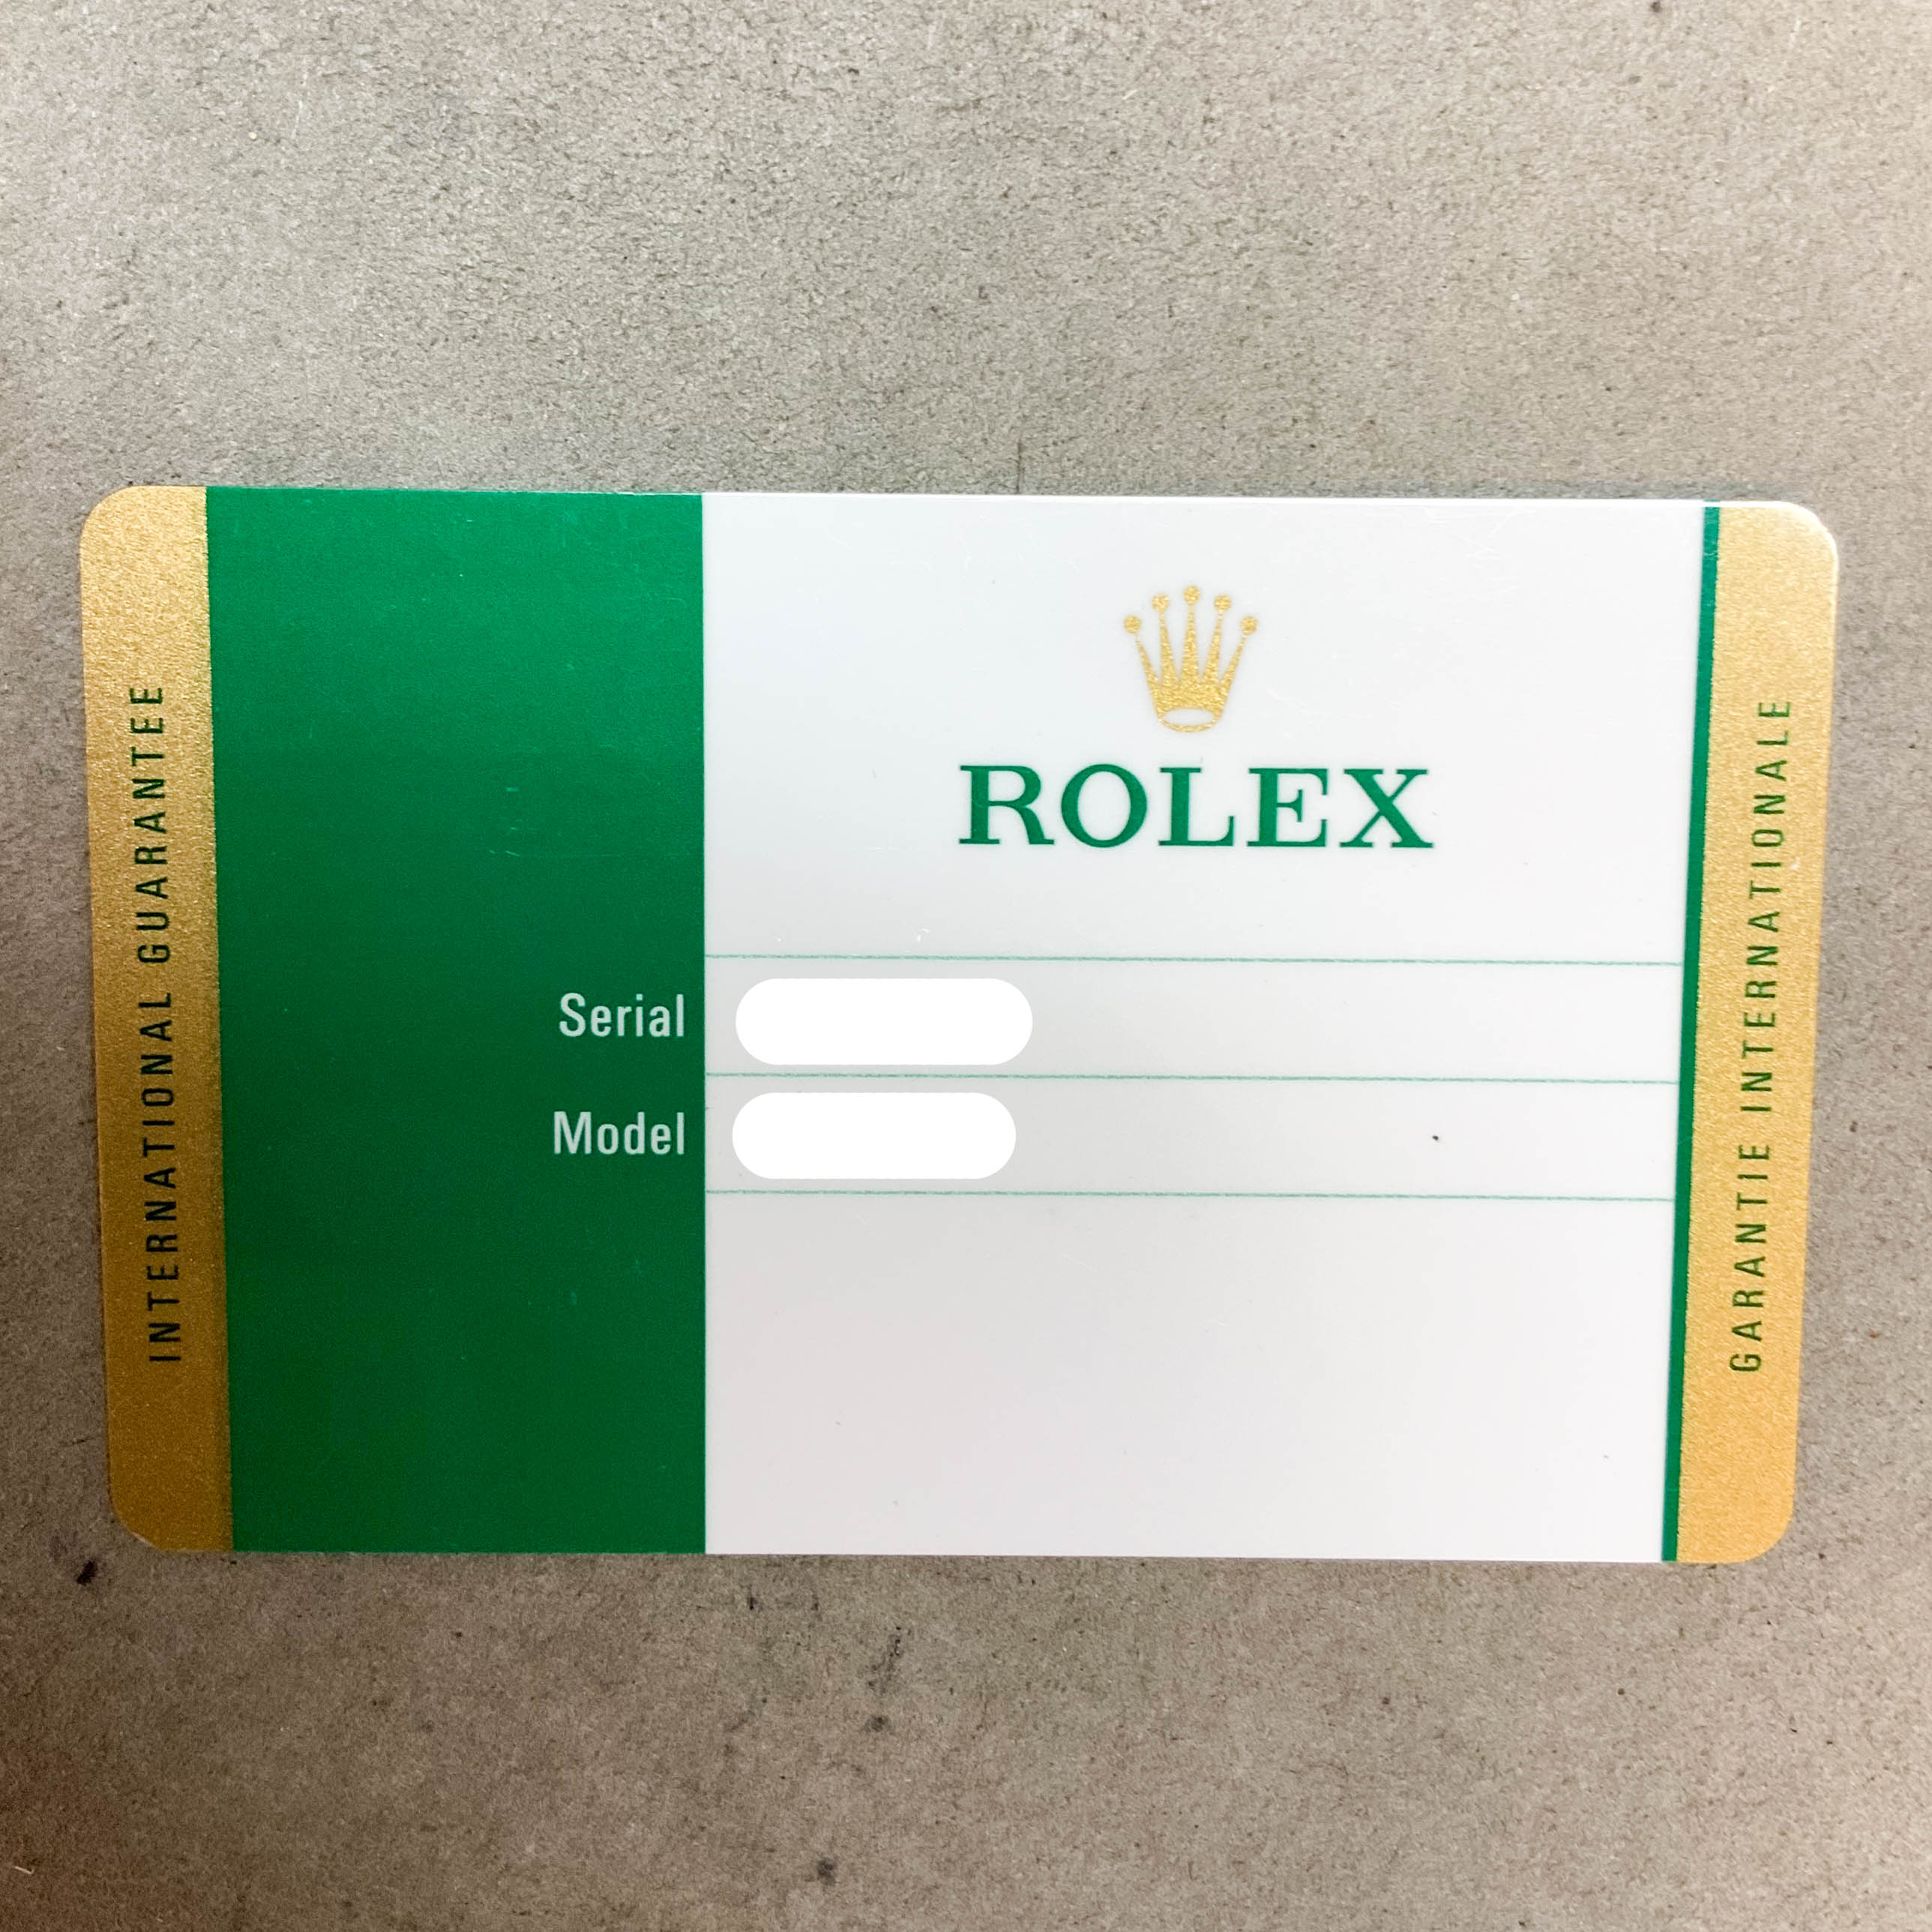 INTERNATIONAL GUARANTEE
ROLEX
Serial
Model
GARANTIE INTERNATIONALE